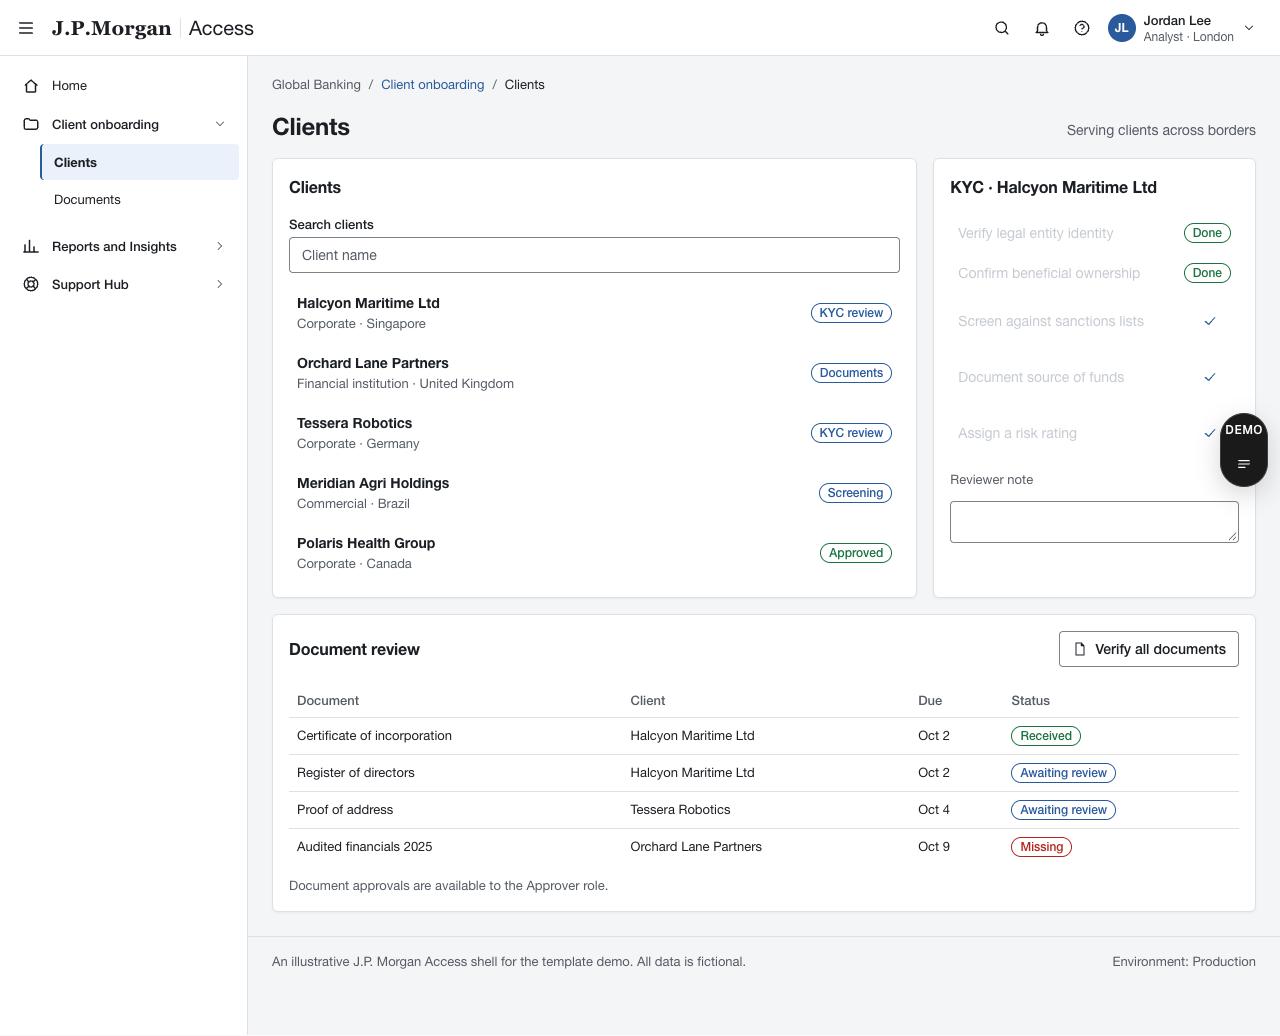 J.P.Morgan Access
JL
Jordan Lee
Analyst · London
Home
Client onboarding
Clients
Documents
Reports and Insights
Support Hub
Global Banking / Client onboarding / Clients
Clients
Serving clients across borders
Clients
Search clients
Client name
Halcyon Maritime Ltd
Corporate · Singapore
KYC review
Orchard Lane Partners
Financial institution · United Kingdom
Documents
Tessera Robotics
Corporate · Germany
KYC review
Meridian Agri Holdings
Commercial · Brazil
Screening
Polaris Health Group
Corporate · Canada
Approved
KYC · Halcyon Maritime Ltd
Verify legal entity identity Done
Confirm beneficial ownership Done
Screen against sanctions lists
Document source of funds
Assign a risk rating
DEMO
Reviewer note
Document review
Verify all documents
Document Client Due Status
Certificate of incorporation Halcyon Maritime Ltd Oct 2 Received
Register of directors Halcyon Maritime Ltd Oct 2 Awaiting review
Proof of address Tessera Robotics Oct 4 Awaiting review
Audited financials 2025 Orchard Lane Partners Oct 9 Missing
Document approvals are available to the Approver role.
An illustrative J.P. Morgan Access shell for the template demo. All data is fictional.
Environment: Production